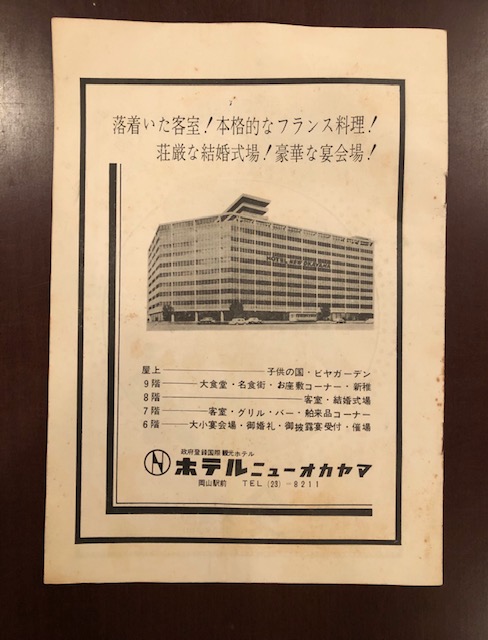 落着いた客室!本格的なフランス料理!
荘厳な結婚式場!豪華な宴会場!
HOTEL NEW OKAYAMA
屋上——子供の国・ビヤガーデン
9階——大食堂・名食街・お座敷コーナー・新雅
8階——客室・結婚式場
7階——客室・グリル・バー・舶来品コーナー
6階——大小宴会場・御婚礼・御披露宴受付・催場
政府登録国際観光ホテル
N ホテルニューオカヤマ
岡山駅前 TEL (23)-8211